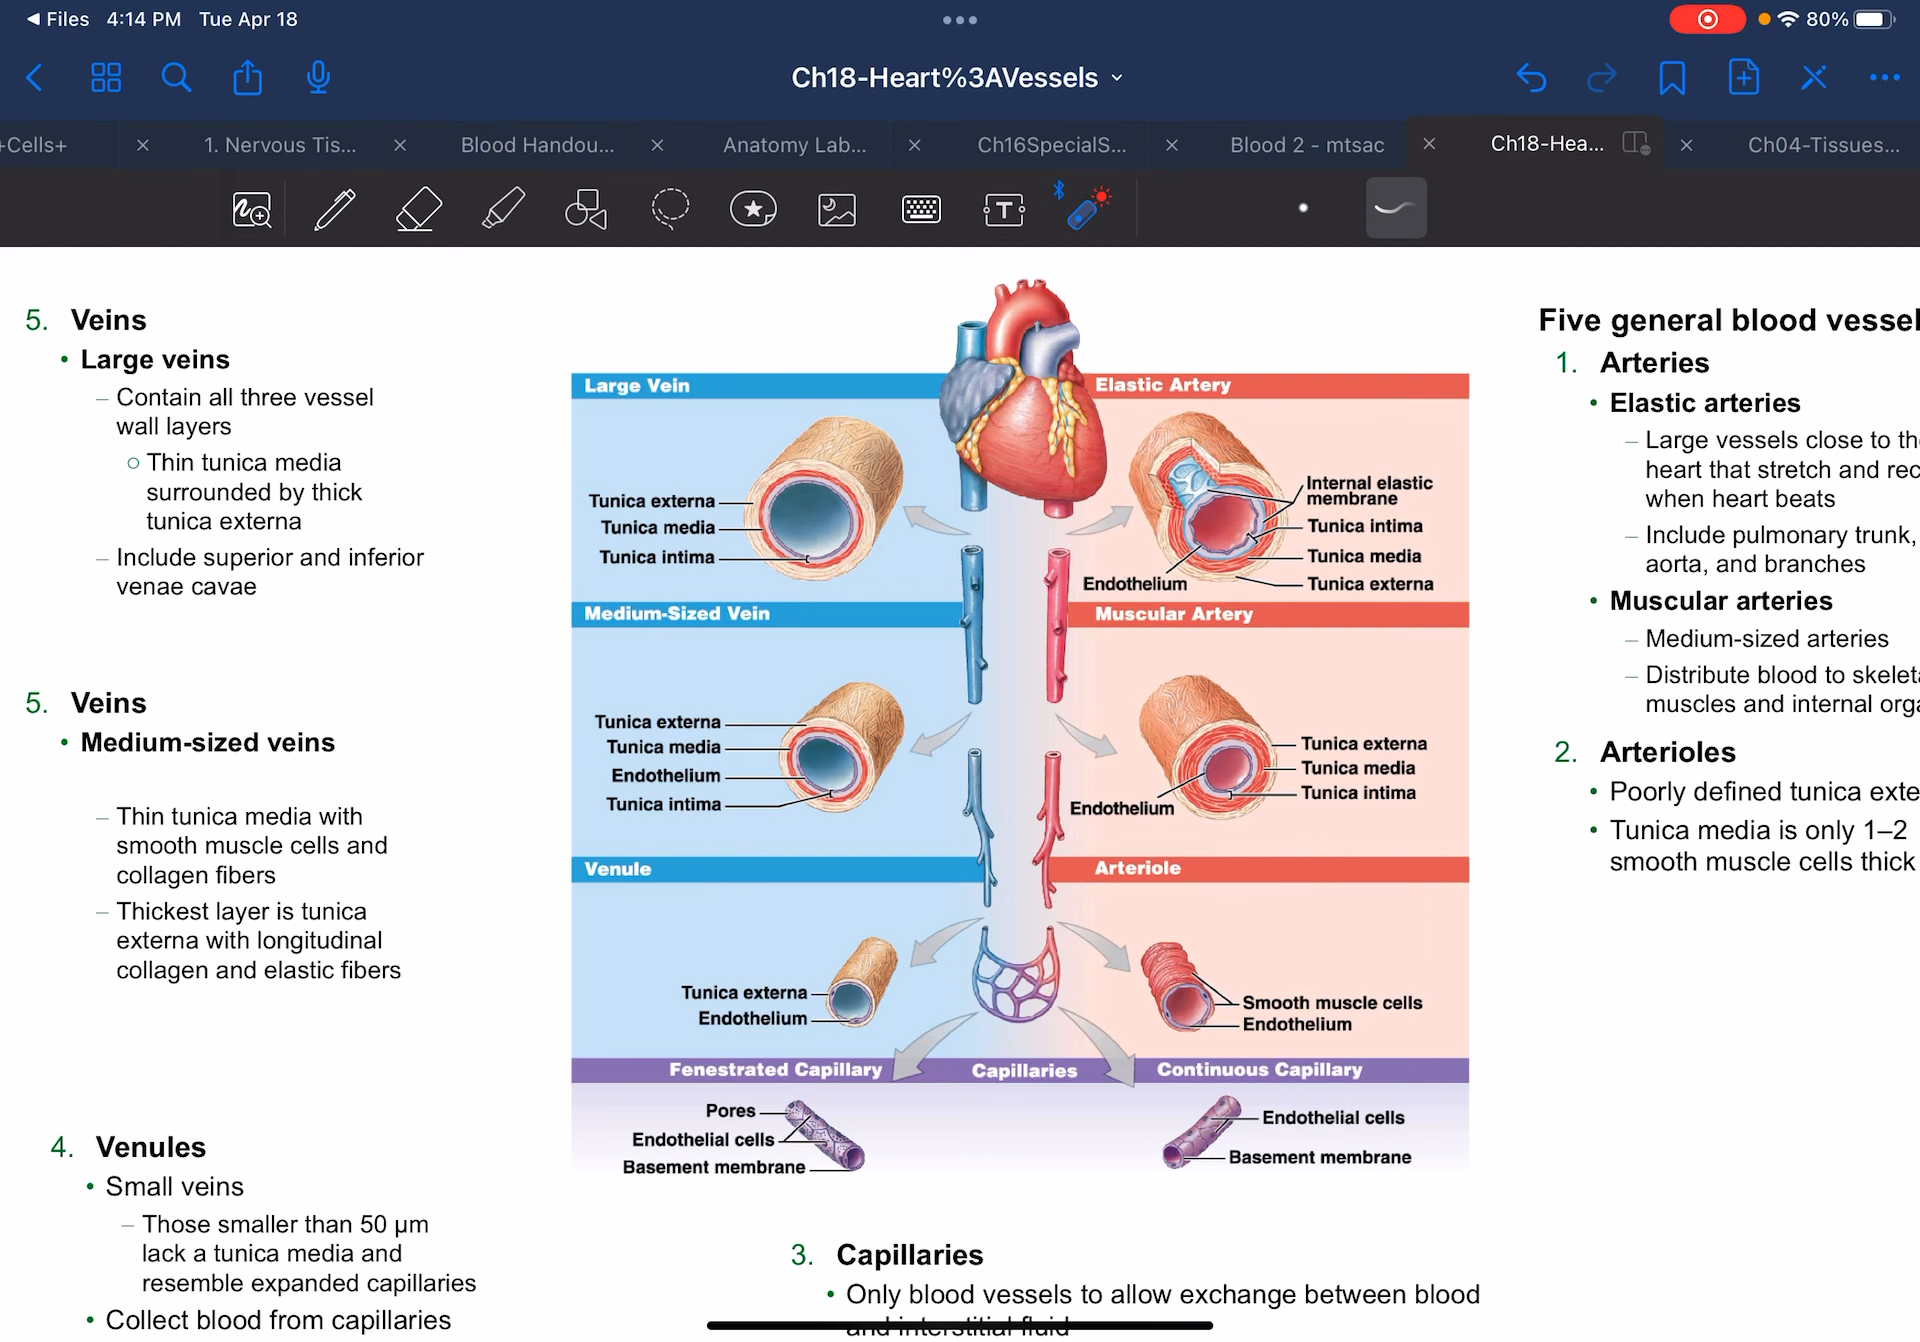 Files 4:14 PM Tue Apr 18
80%
Ch18-Heart%3AVessels
+Cells+
1. Nervous Tis...
Blood Handou...
Anatomy Lab...
Ch16SpecialS...
Blood 2 - mtsac
Ch18-Hea...
Ch04-Tissues...
T
5. Veins
• Large veins
– Contain all three vessel
wall layers
○ Thin tunica media
surrounded by thick
tunica externa
– Include superior and inferior
venae cavae
5. Veins
• Medium-sized veins
– Thin tunica media with
smooth muscle cells and
collagen fibers
– Thickest layer is tunica
externa with longitudinal
collagen and elastic fibers
4. Venules
• Small veins
– Those smaller than 50 µm
lack a tunica media and
resemble expanded capillaries
• Collect blood from capillaries
Large Vein
Tunica externa
Tunica media
Tunica intima
Elastic Artery
Internal elastic
membrane
Tunica intima
Tunica media
Endothelium
Tunica externa
Medium-Sized Vein
Tunica externa
Tunica media
Endothelium
Tunica intima
Muscular Artery
Tunica externa
Tunica media
Tunica intima
Endothelium
Venule
Tunica externa
Endothelium
Arteriole
Smooth muscle cells
Endothelium
Fenestrated Capillary
Capillaries
Continuous Capillary
Pores
Endothelial cells
Basement membrane
Endothelial cells
Basement membrane
3. Capillaries
• Only blood vessels to allow exchange between blood
and interstitial fluid
Five general blood vessel
1. Arteries
• Elastic arteries
– Large vessels close to th
heart that stretch and rec
when heart beats
– Include pulmonary trunk,
aorta, and branches
• Muscular arteries
– Medium-sized arteries
– Distribute blood to skeleta
muscles and internal orga
2. Arterioles
• Poorly defined tunica exte
• Tunica media is only 1–2
smooth muscle cells thick